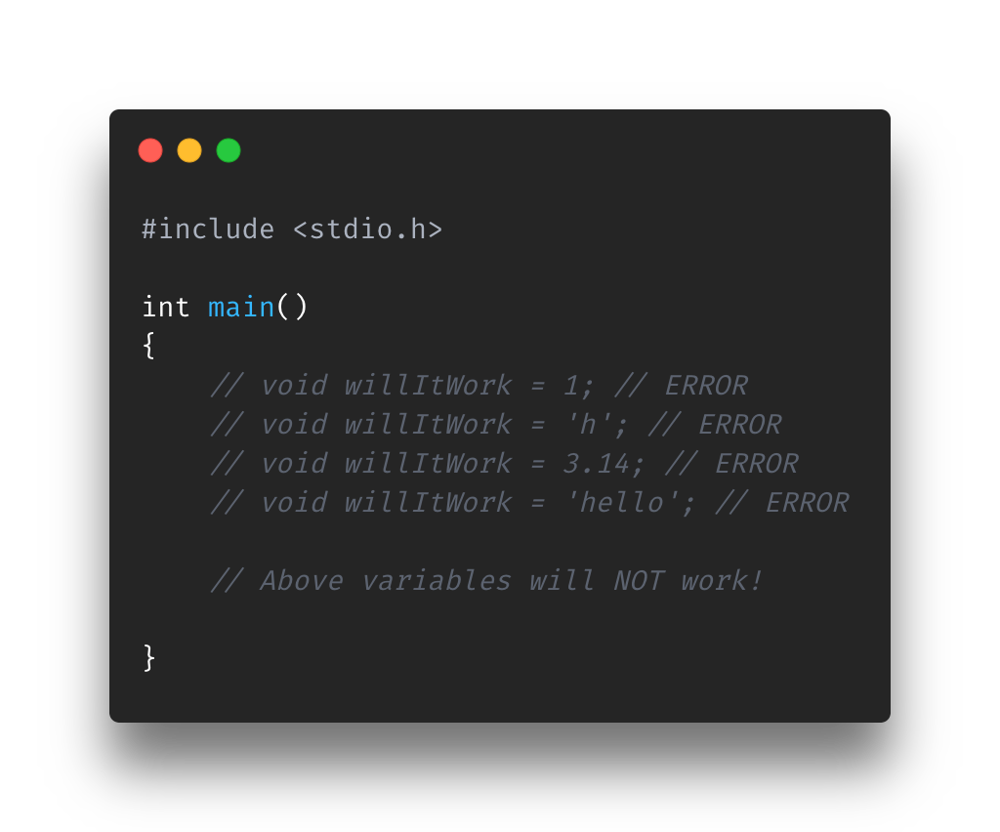 #include <stdio.h>
int main()
{
// void willItWork = 1; // ERROR
// void willItWork = 'h'; // ERROR
// void willItWork = 3.14; // ERROR
// void willItWork = 'hello'; // ERROR
// Above variables will NOT work!
}